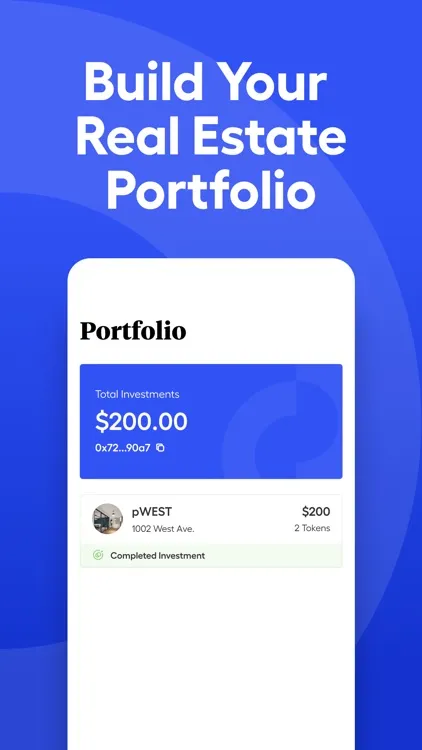 Build Your
Real Estate
Portfolio
Portfolio
Total Investments
$200.00
0x72...90a7
pWEST
$200
1002 West Ave.
2 Tokens
Completed Investment